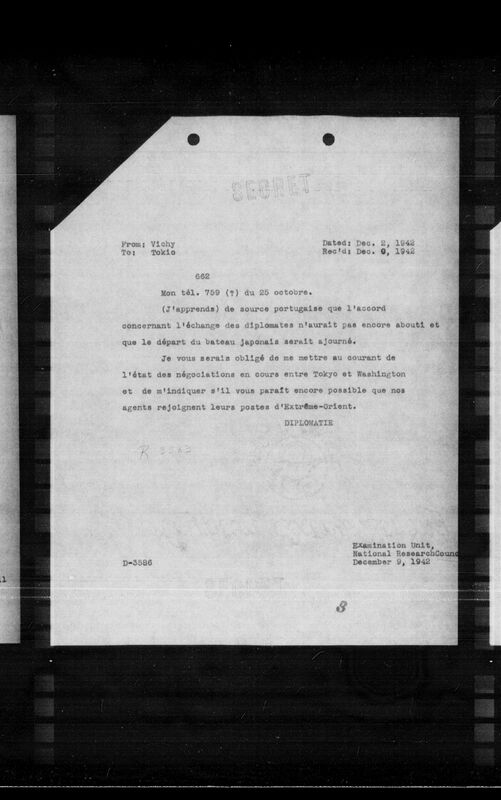 SECRET
From: Vichy
To: Tokio
Dated: Dec. 2, 1942
Rec'd: Dec. 6, 1942
662
Mon tél. 759 (?) du 25 octobre.
(J'apprends) de source portugaise que l'accord
concernant l'échange des diplomates n'aurait pas encore abouti et
que le départ du bateau japonais serait ajourné.
Je vous serais obligé de me mettre au courant de
l'état des négociations en cours entre Tokyo et Washington
et de m'indiquer s'il vous paraît encore possible que nos
agents rejoignent leurs postes d'Extrême-Orient.
DIPLOMATIE
Examination Unit,
National ResearchCounc
D-3586
December 9, 1942
8